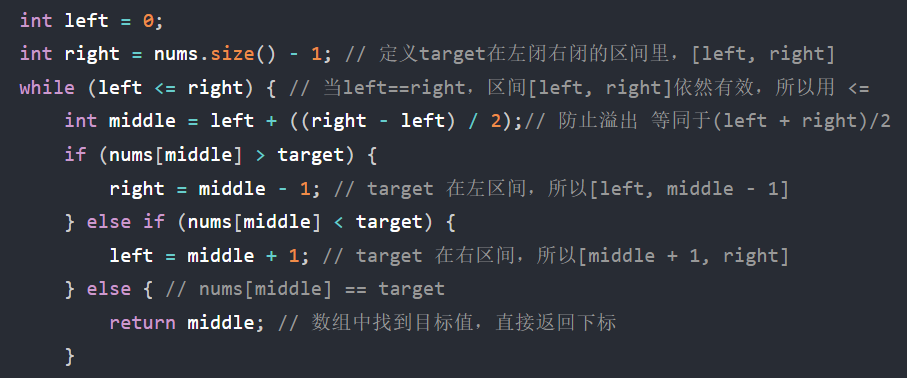 int left = 0;
int right = nums.size() - 1; // 定义target在左闭右闭的区间里，[left, right]
while (left <= right) { // 当left==right，区间[left, right]依然有效，所以用 <=
    int middle = left + ((right - left) / 2);// 防止溢出 等同于(left + right)/2
    if (nums[middle] > target) {
        right = middle - 1; // target 在左区间，所以[left, middle - 1]
    } else if (nums[middle] < target) {
        left = middle + 1; // target 在右区间，所以[middle + 1, right]
    } else { // nums[middle] == target
        return middle; // 数组中找到目标值，直接返回下标
    }